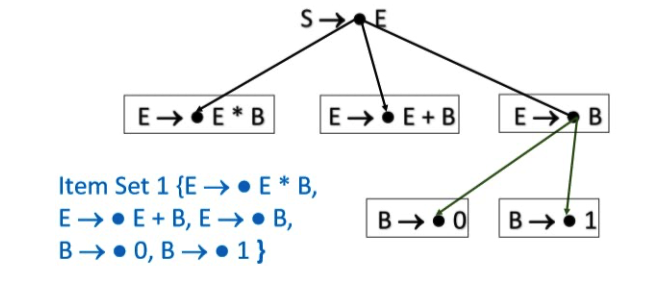 S → ● E
E → ● E * B
E → ● E + B
E → ● B
Item Set 1 {E → ● E * B,
E → ● E + B, E → ● B,
B → ● 0, B → ● 1 }
B → ● 0
B → ● 1